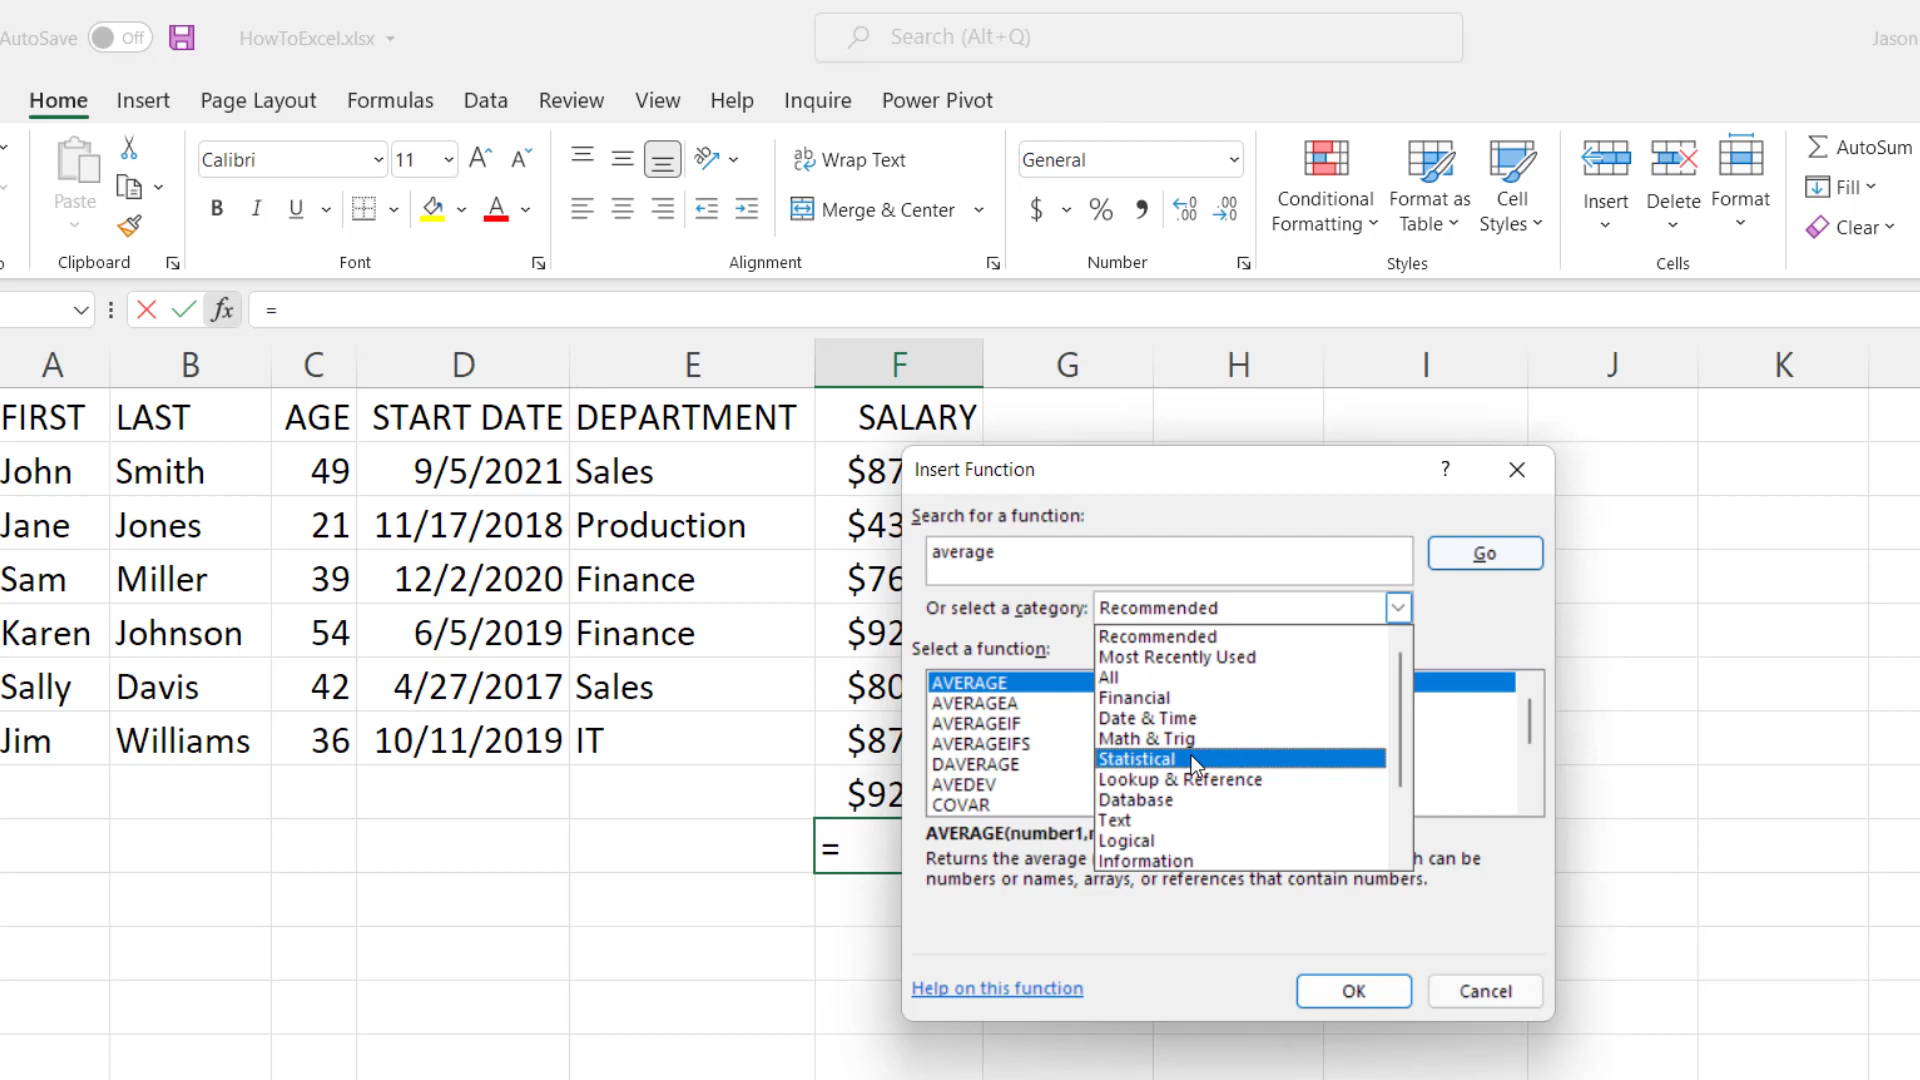 AutoSave Off HowToExcel.xlsx Search (Alt+Q) Jason
Home Insert Page Layout Formulas Data Review View Help Inquire Power Pivot
Paste
Calibri 11
Wrap Text
General
Conditional Formatting
Format as Table
Cell Styles
Insert Delete Format
AutoSum
Fill
Clear
B I U A
Merge & Center
$ % ,
Clipboard Font Alignment Number Styles Cells
fx =
A B C D E F G H I J K
FIRST LAST AGE START DATE DEPARTMENT SALARY
John Smith 49 9/5/2021 Sales $87
Jane Jones 21 11/17/2018 Production $43
Sam Miller 39 12/2/2020 Finance $76
Karen Johnson 54 6/5/2019 Finance $92
Sally Davis 42 4/27/2017 Sales $80
Jim Williams 36 10/11/2019 IT $87
$92
=
Insert Function ?
Search for a function:
average Go
Or select a category: Recommended
Recommended
Most Recently Used
All
Financial
Date & Time
Math & Trig
Statistical
Lookup & Reference
Database
Text
Logical
Information
Select a function:
AVERAGE
AVERAGEA
AVERAGEIF
AVERAGEIFS
DAVERAGE
AVEDEV
COVAR
AVERAGE(number1,
Returns the average h can be
numbers or names, arrays, or references that contain numbers.
Help on this function OK Cancel